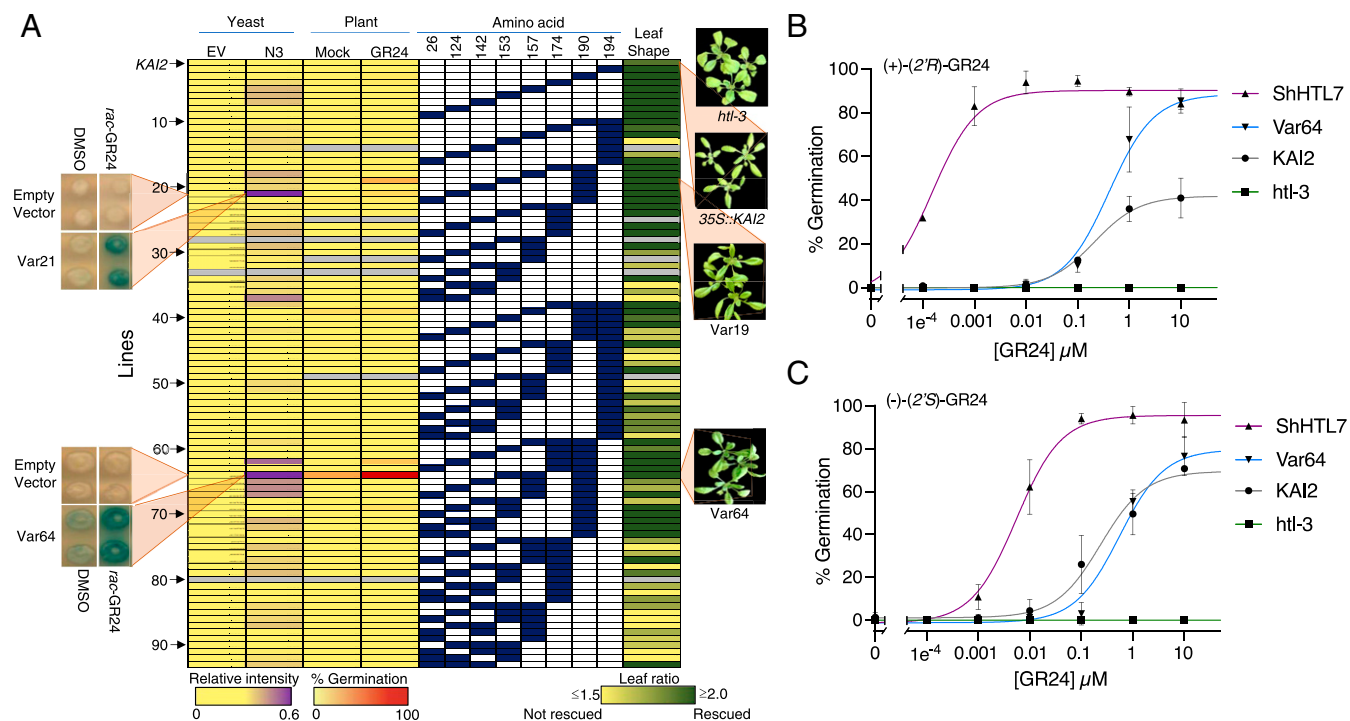 A
Yeast
Plant
Amino acid
EV
N3
Mock
GR24
26
124
142
153
157
174
190
194
Leaf
Shape
KAI2
10
20
30
40
50
60
70
80
90
Lines
DMSO
rac-GR24
Empty
Vector
Var21
Empty
Vector
Var64
DMSO
rac-GR24
htl-3
35S::KAI2
Var19
Var64
Relative intensity
0
0.6
% Germination
0
100
Leaf ratio
≤1.5
≥2.0
Not rescued
Rescued
B
(+)-(2'R)-GR24
% Germination
100
80
60
40
20
0
0
1e-4
0.001
0.01
0.1
1
10
[GR24] µM
ShHTL7
Var64
KAI2
htl-3
C
(-)-(2'S)-GR24
% Germination
100
80
60
40
20
0
0
1e-4
0.001
0.01
0.1
1
10
[GR24] µM
ShHTL7
Var64
KAI2
htl-3